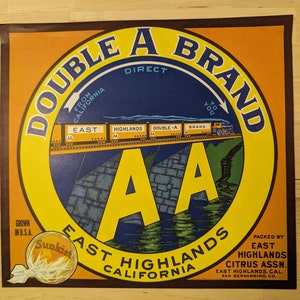 DOUBLE A BRAND
DIRECT
FROM CALIFORNIA
TO YOU
EAST HIGHLANDS DOUBLE-A BRAND
A A
EAST HIGHLANDS
CALIFORNIA
GROWN
IN U.S.A.
Sunkist
PACKED BY
EAST
HIGHLANDS
CITRUS ASSN.
EAST HIGHLANDS, CAL.
SAN BERNARDINO, CO.